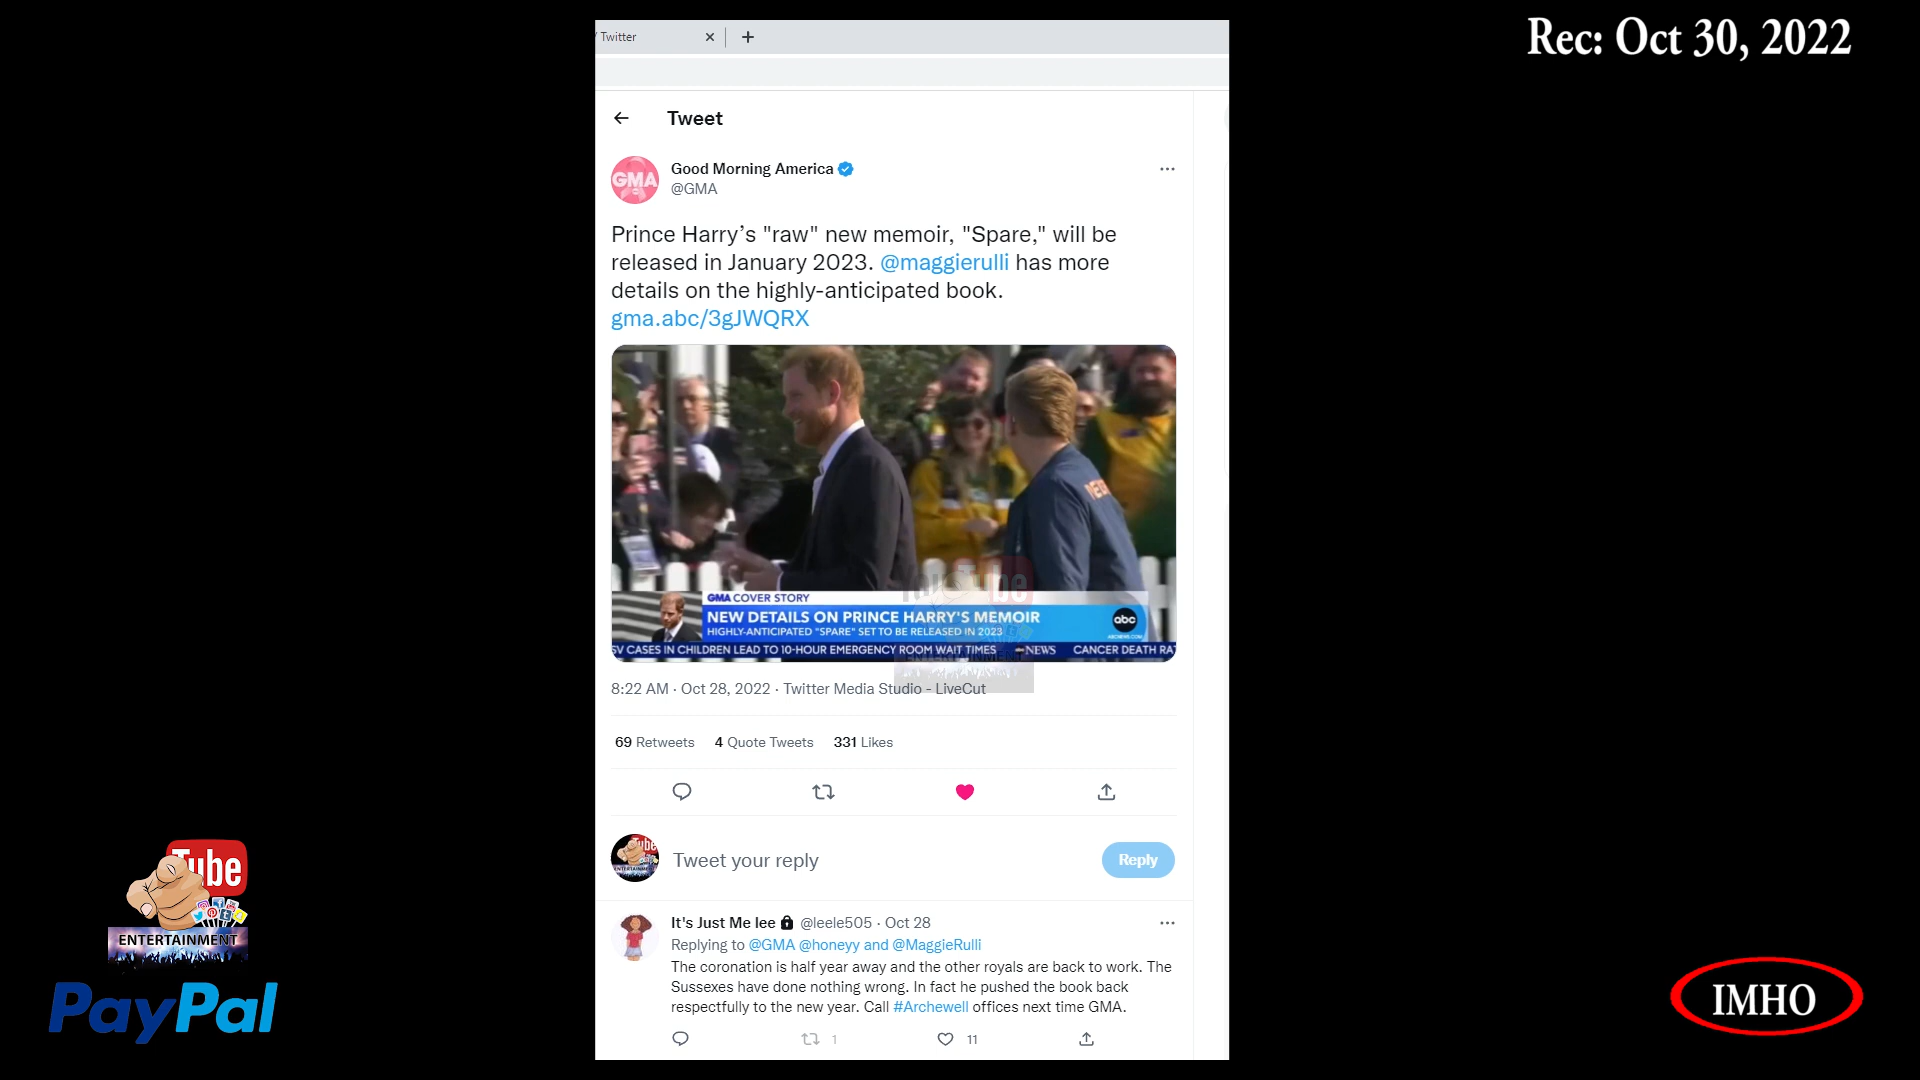 / Twitter
Rec: Oct 30, 2022
Tweet
GMA
Good Morning America
@GMA
Prince Harry’s "raw" new memoir, "Spare," will be
released in January 2023. @maggierulli has more
details on the highly-anticipated book.
gma.abc/3gJWQRX
GMA COVER STORY
NEW DETAILS ON PRINCE HARRY'S MEMOIR
HIGHLY-ANTICIPATED "SPARE" SET TO BE RELEASED IN 2023
abc
ABCNEWS.COM
SV CASES IN CHILDREN LEAD TO 10-HOUR EMERGENCY ROOM WAIT TIMES
NEWS
CANCER DEATH RA
8:22 AM · Oct 28, 2022 · Twitter Media Studio - LiveCut
69 Retweets 4 Quote Tweets 331 Likes
Tweet your reply
Reply
It's Just Me lee @leele505 · Oct 28
Replying to @GMA @honeyy and @MaggieRulli
The coronation is half year away and the other royals are back to work. The
Sussexes have done nothing wrong. In fact he pushed the book back
respectfully to the new year. Call #Archewell offices next time GMA.
1
11
Tube
ENTERTAINMENT
PayPal
IMHO